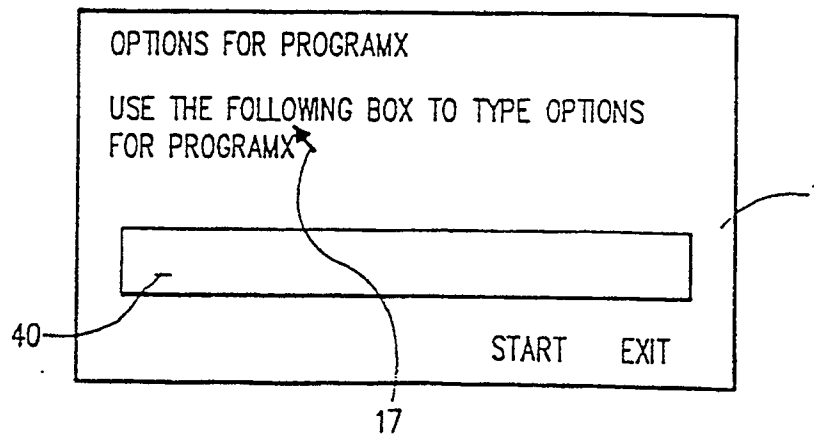 OPTIONS FOR PROGRAMX
USE THE FOLLOWING BOX TO TYPE OPTIONS
FOR PROGRAMX
40
START EXIT
17